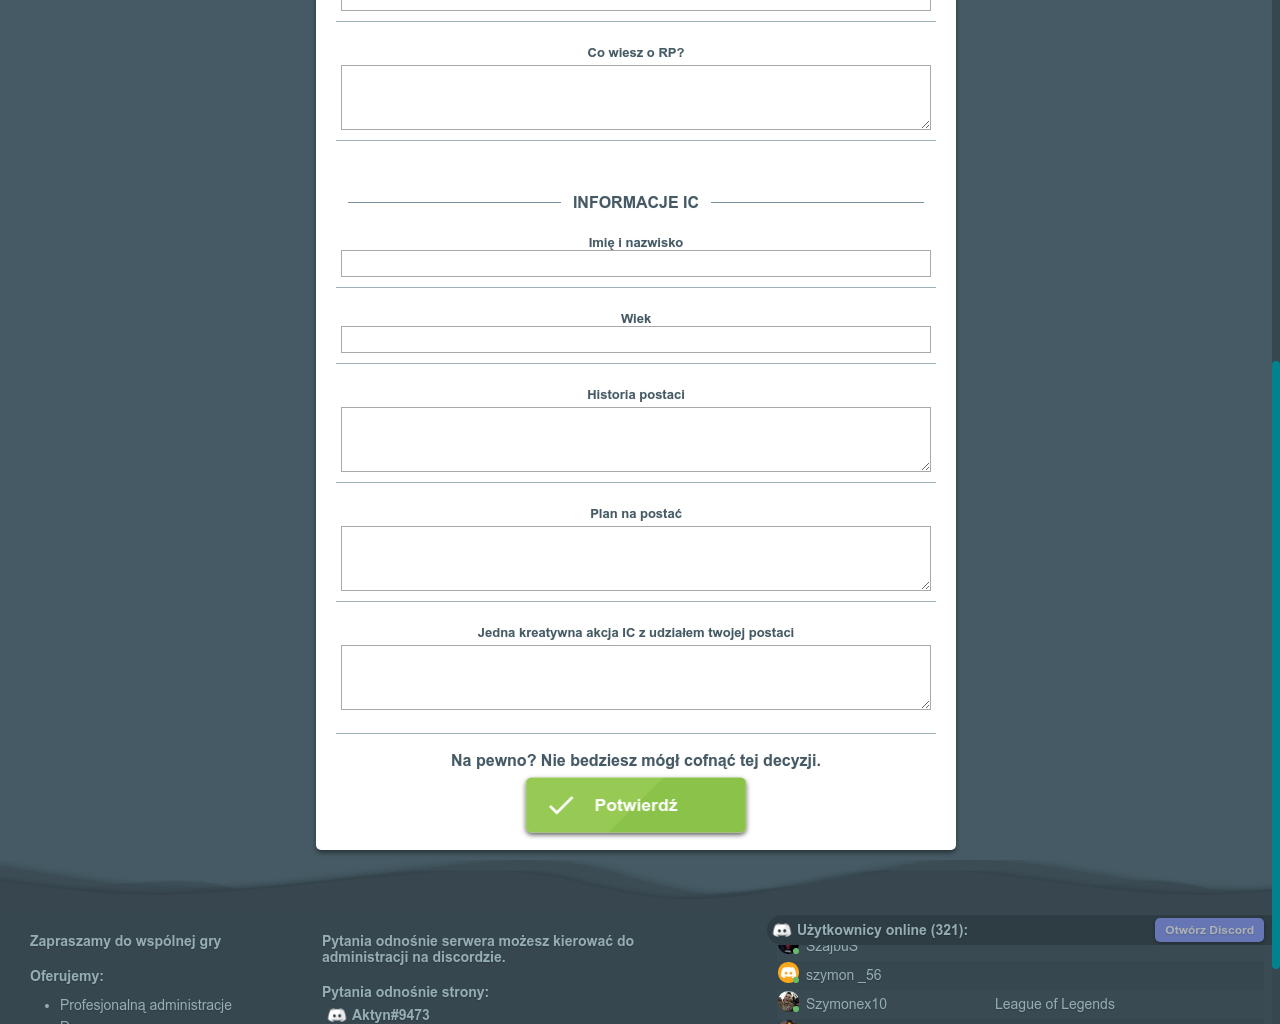 Co wiesz o RP?
INFORMACJE IC
Imię i nazwisko
Wiek
Historia postaci
Plan na postać
Jedna kreatywna akcja IC z udziałem twojej postaci
Na pewno? Nie bedziesz mógł cofnąć tej decyzji.
Potwierdź
Zapraszamy do wspólnej gry
Oferujemy:
Profesjonalną administracje
Pytania odnośnie serwera możesz kierować do
administracji na discordzie.
Pytania odnośnie strony:
Aktyn#9473
Użytkownicy online (321):
Otwórz Discord
SzajbuS
szymon _56
Szymonex10 League of Legends